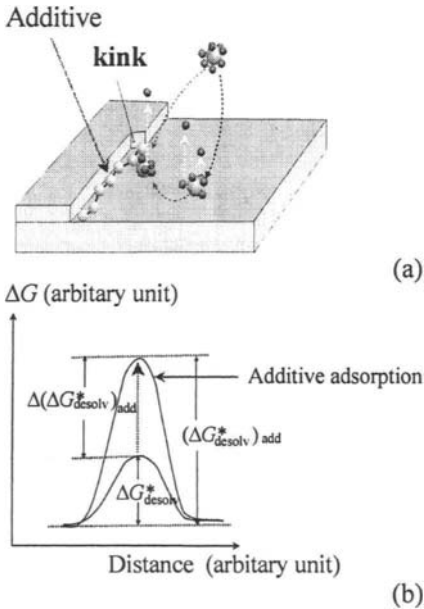 Additive
kink
(a)
ΔG (arbitary unit)
Additive adsorption
Δ(ΔG*desolv)add
(ΔG*desolv) add
ΔG*desolv
Distance (arbitary unit)
(b)